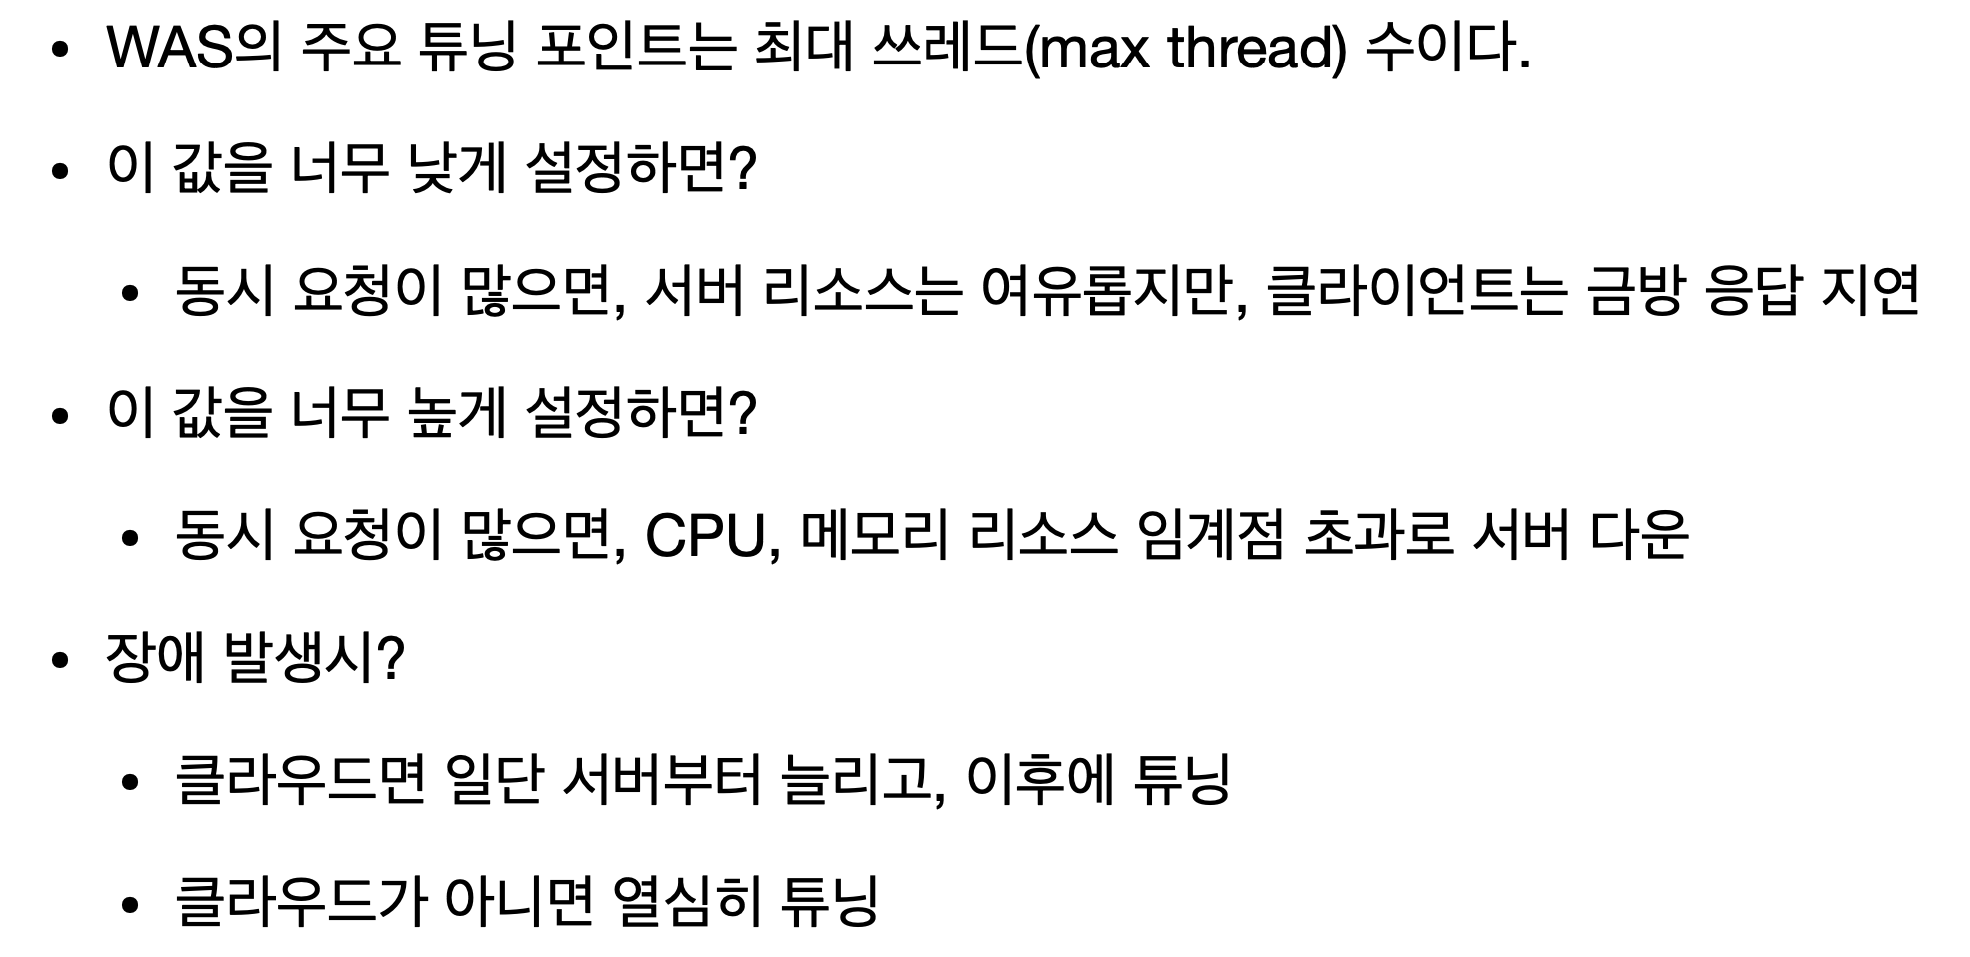 • WAS의 주요 튜닝 포인트는 최대 쓰레드(max thread) 수이다.
• 이 값을 너무 낮게 설정하면?
• 동시 요청이 많으면, 서버 리소스는 여유롭지만, 클라이언트는 금방 응답 지연
• 이 값을 너무 높게 설정하면?
• 동시 요청이 많으면, CPU, 메모리 리소스 임계점 초과로 서버 다운
• 장애 발생시?
• 클라우드면 일단 서버부터 늘리고, 이후에 튜닝
• 클라우드가 아니면 열심히 튜닝